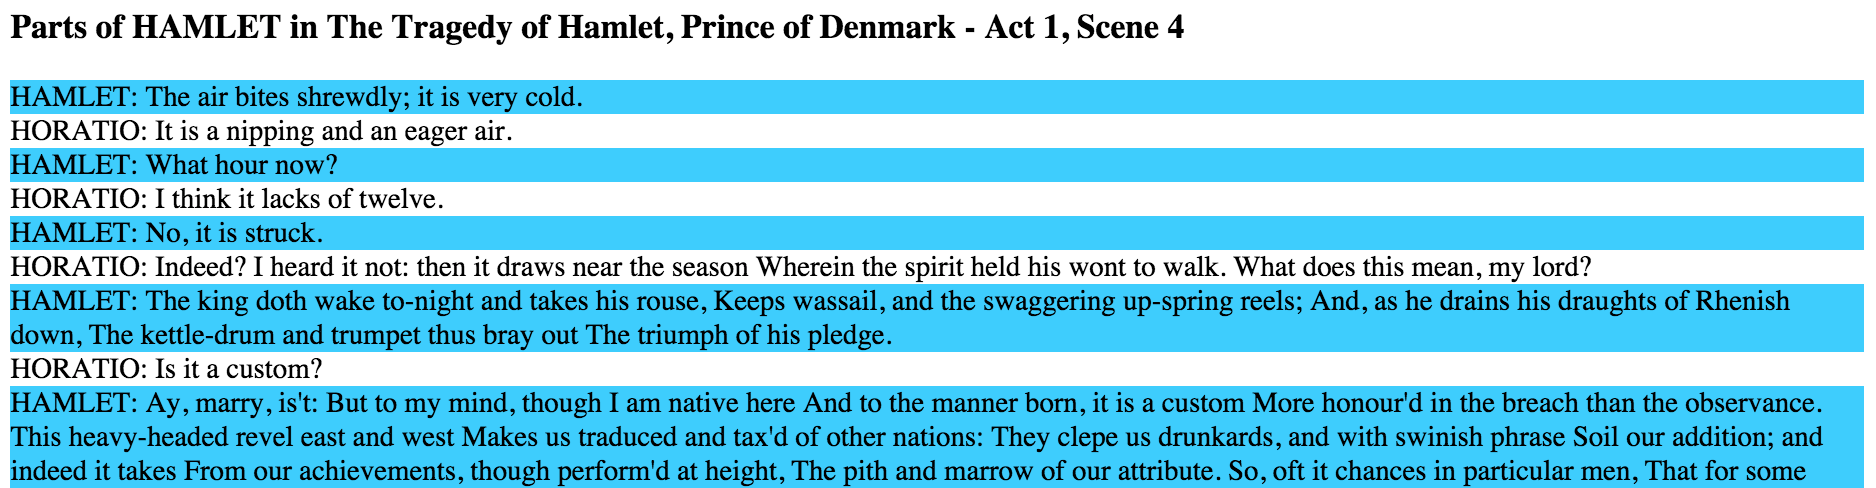 Parts of HAMLET in The Tragedy of Hamlet, Prince of Denmark - Act 1, Scene 4
HAMLET: The air bites shrewdly; it is very cold.
HORATIO: It is a nipping and an eager air.
HAMLET: What hour now?
HORATIO: I think it lacks of twelve.
HAMLET: No, it is struck.
HORATIO: Indeed? I heard it not: then it draws near the season Wherein the spirit held his wont to walk. What does this mean, my lord?
HAMLET: The king doth wake to-night and takes his rouse, Keeps wassail, and the swaggering up-spring reels; And, as he drains his draughts of Rhenish
down, The kettle-drum and trumpet thus bray out The triumph of his pledge.
HORATIO: Is it a custom?
HAMLET: Ay, marry, is't: But to my mind, though I am native here And to the manner born, it is a custom More honour'd in the breach than the observance.
This heavy-headed revel east and west Makes us traduced and tax'd of other nations: They clepe us drunkards, and with swinish phrase Soil our addition; and
indeed it takes From our achievements, though perform'd at height, The pith and marrow of our attribute. So, oft it chances in particular men, That for some